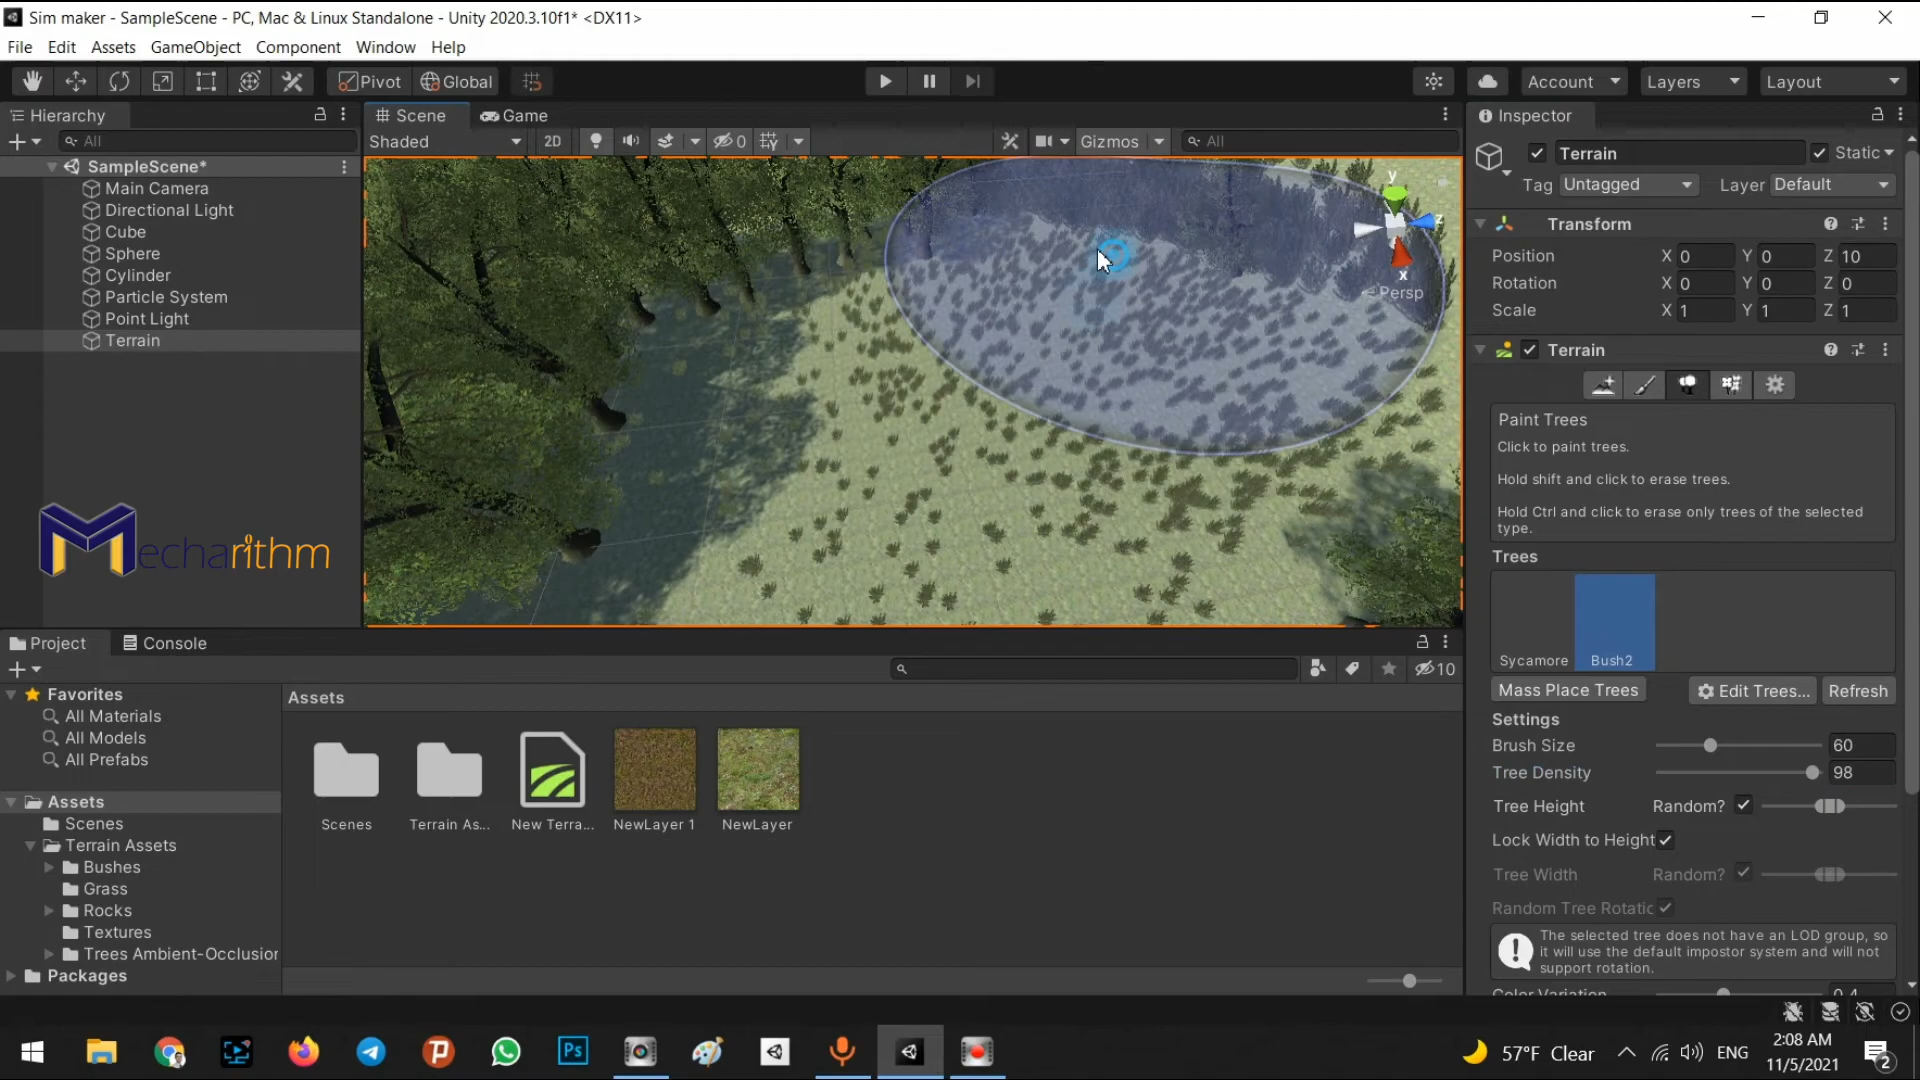 Sim maker - SampleScene - PC, Mac & Linux Standalone - Unity 2020.3.10f1* <DX11>
File Edit Assets GameObject Component Window Help
Pivot Global Account Layers Layout
Hierarchy
All
SampleScene*
Main Camera
Directional Light
Cube
Sphere
Cylinder
Particle System
Point Light
Terrain
Mecharithm
Scene Game
Shaded 2D 0 Gizmos All
y
z
x
Persp
Inspector
Terrain Static
Tag Untagged Layer Default
Transform
Position X 0 Y 0 Z 10
Rotation X 0 Y 0 Z 0
Scale X 1 Y 1 Z 1
Terrain
Paint Trees
Click to paint trees.
Hold shift and click to erase trees.
Hold Ctrl and click to erase only trees of the selected
type.
Trees
Sycamore Bush2
Mass Place Trees Edit Trees... Refresh
Settings
Brush Size 60
Tree Density 98
Tree Height Random?
Lock Width to Height
Tree Width Random?
Random Tree Rotatic
The selected tree does not have an LOD group, so
it will use the default impostor system and will not
support rotation.
Color Variation 0.4
Project Console
10
Favorites
All Materials
All Models
All Prefabs
Assets
Scenes
Terrain Assets
Bushes
Grass
Rocks
Textures
Trees Ambient-Occlusion
Packages
Assets
Scenes Terrain As... New Terra... NewLayer 1 NewLayer
Ps
57°F Clear ENG
2:08 AM
11/5/2021
2